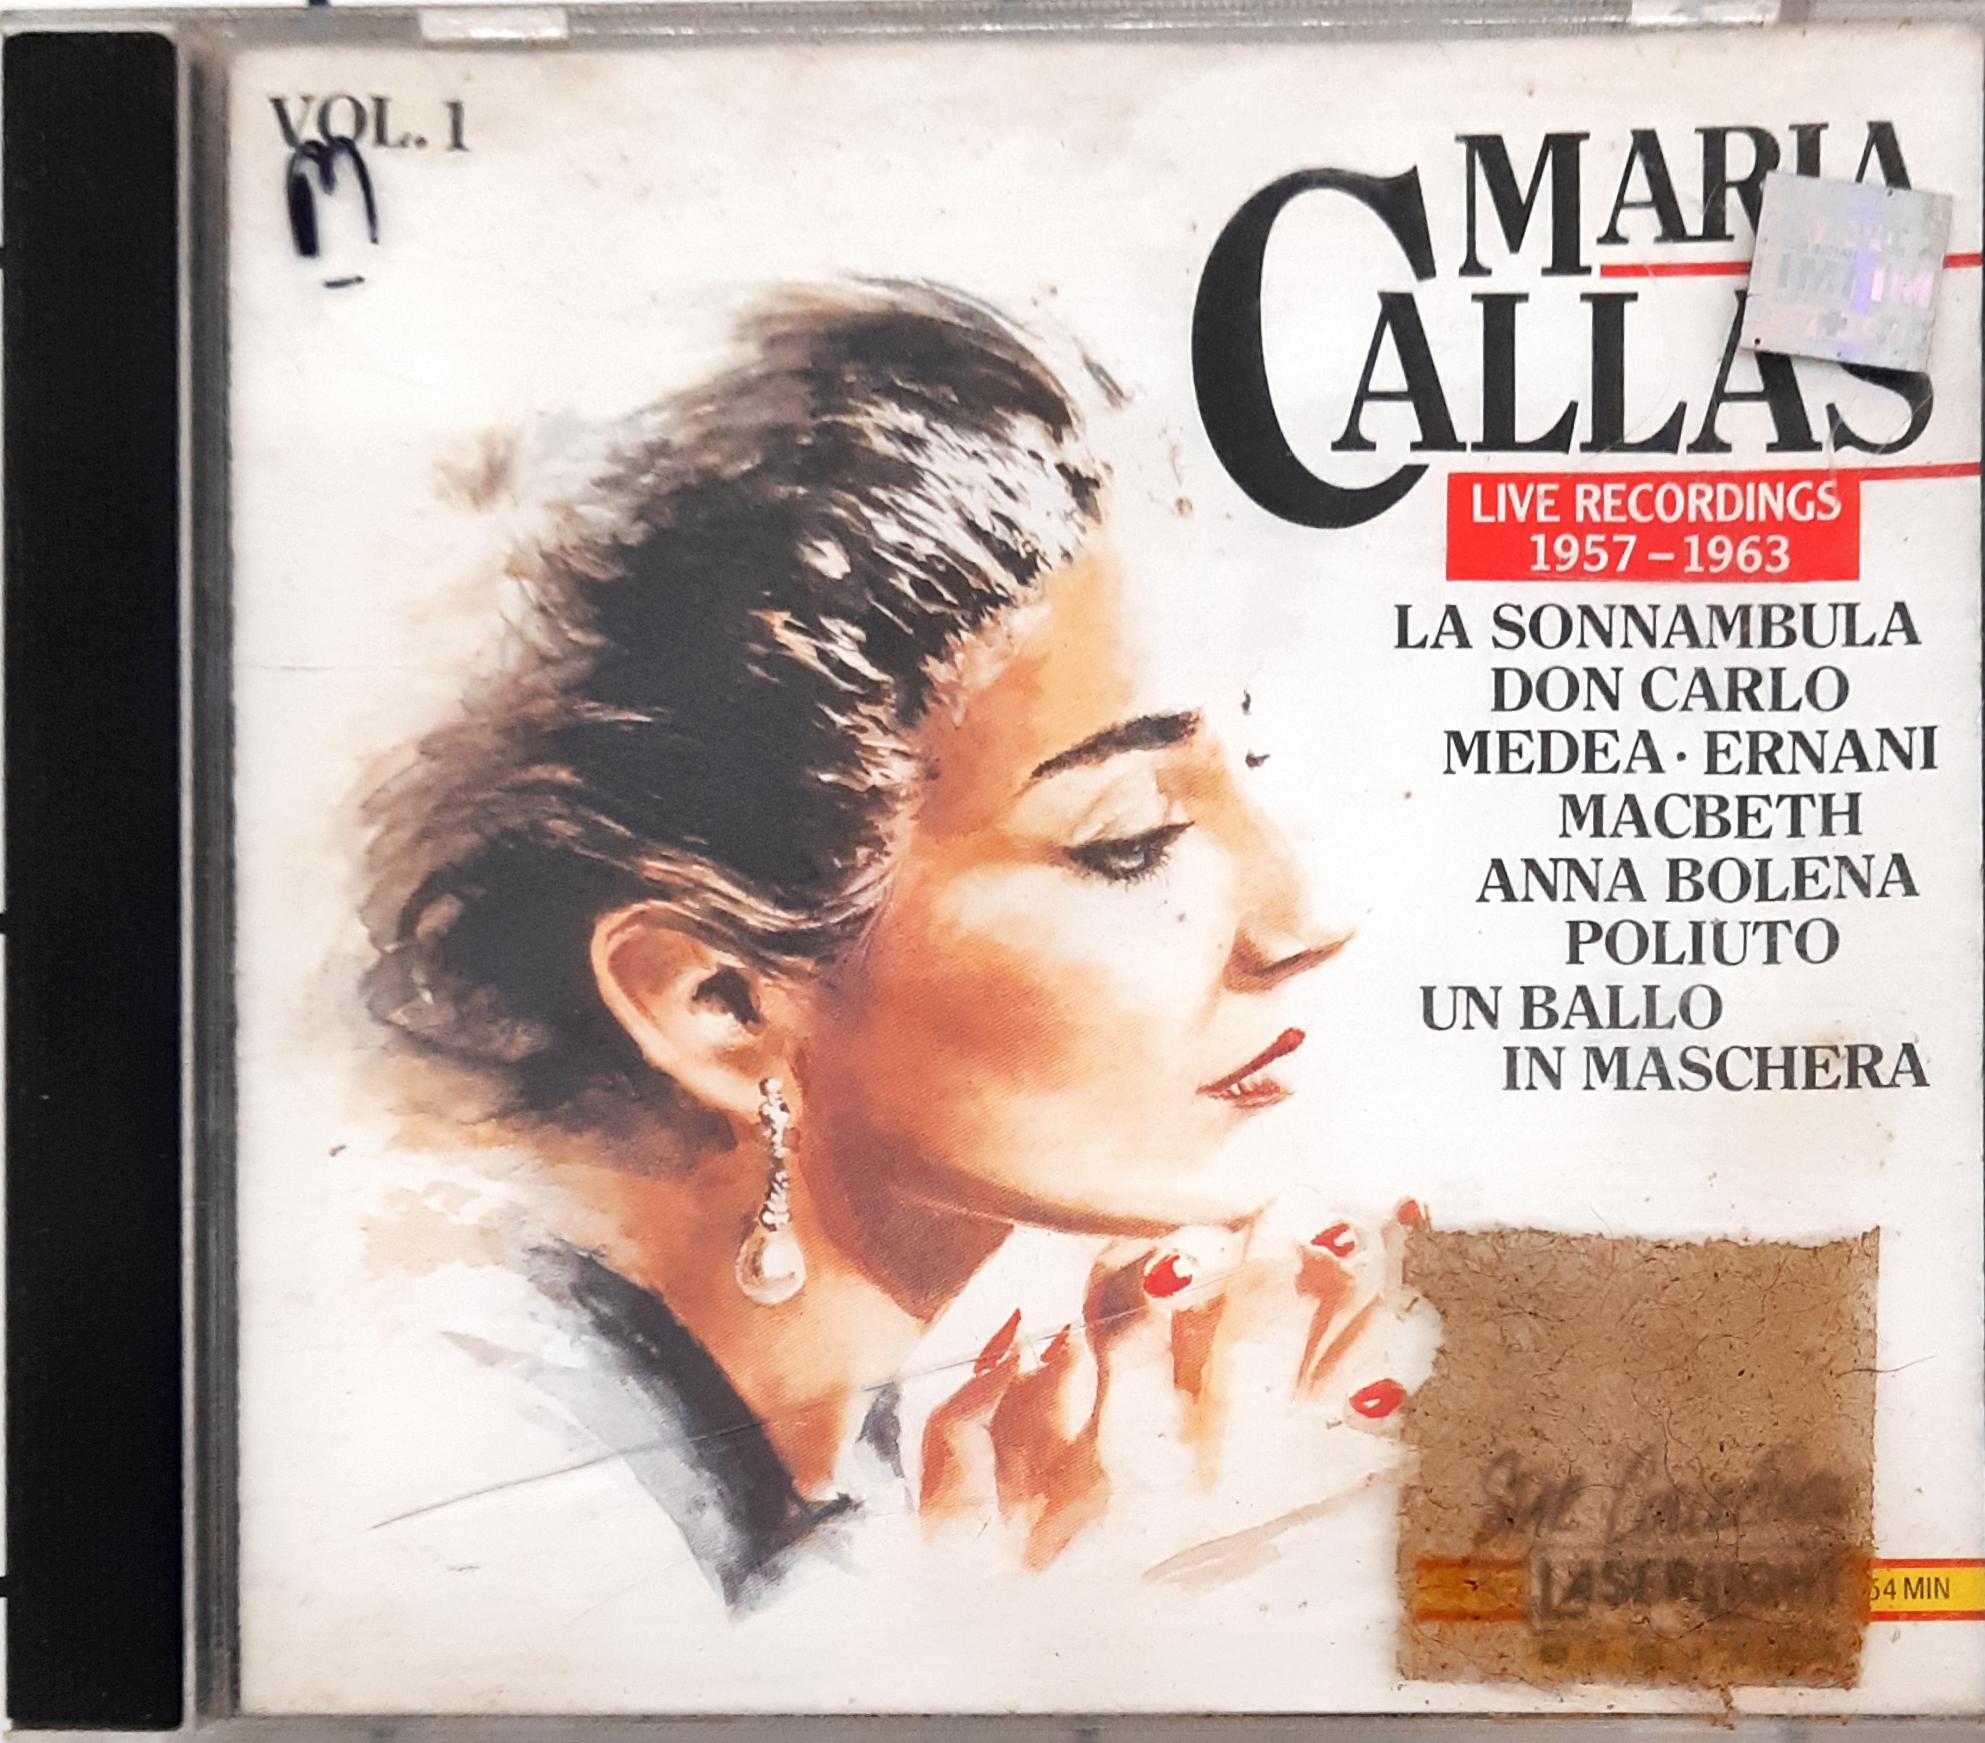 VOL. 1
M
MARIA
CALLAS
LIVE RECORDINGS
1957 – 1963
LA SONNAMBULA
DON CARLO
MEDEA · ERNANI
MACBETH
ANNA BOLENA
POLIUTO
UN BALLO
IN MASCHERA
LASERLIGHT 54 MIN